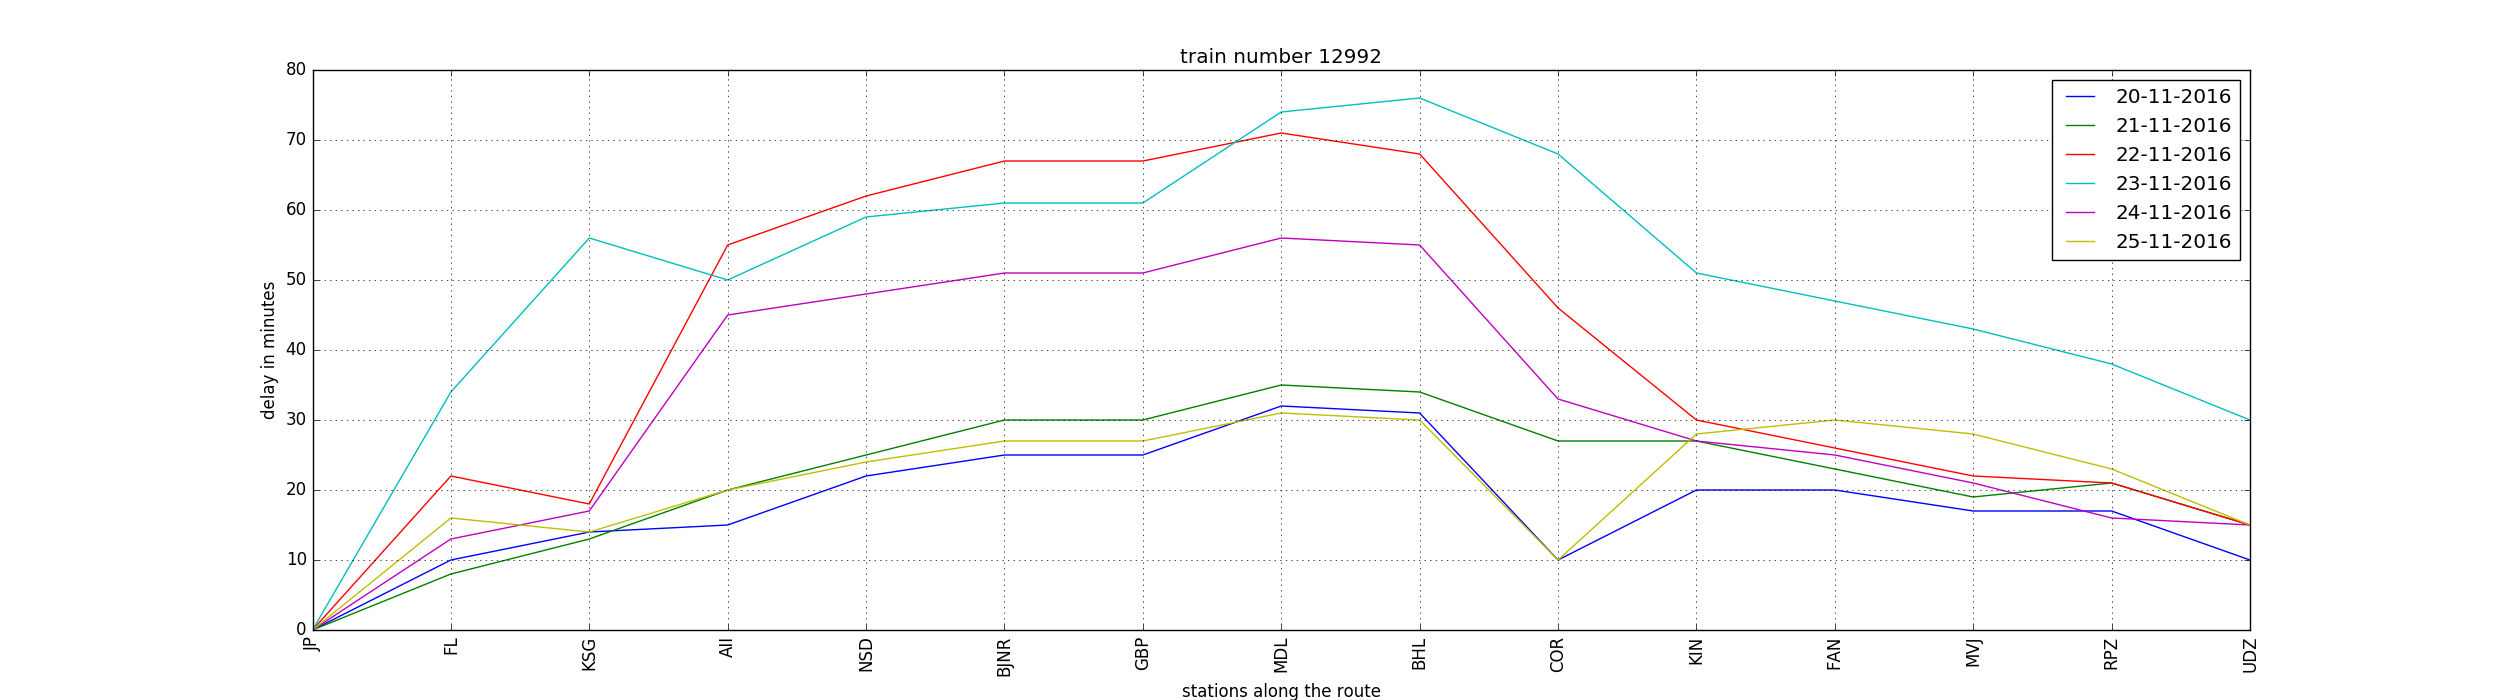 train number 12992
80
70
60
50
40
30
20
10
0
delay in minutes
20-11-2016
21-11-2016
22-11-2016
23-11-2016
24-11-2016
25-11-2016
JP
FL
KSG
AII
NSD
BJNR
GBP
MDL
BHL
COR
KIN
FAN
MVJ
RPZ
UDZ
stations along the route